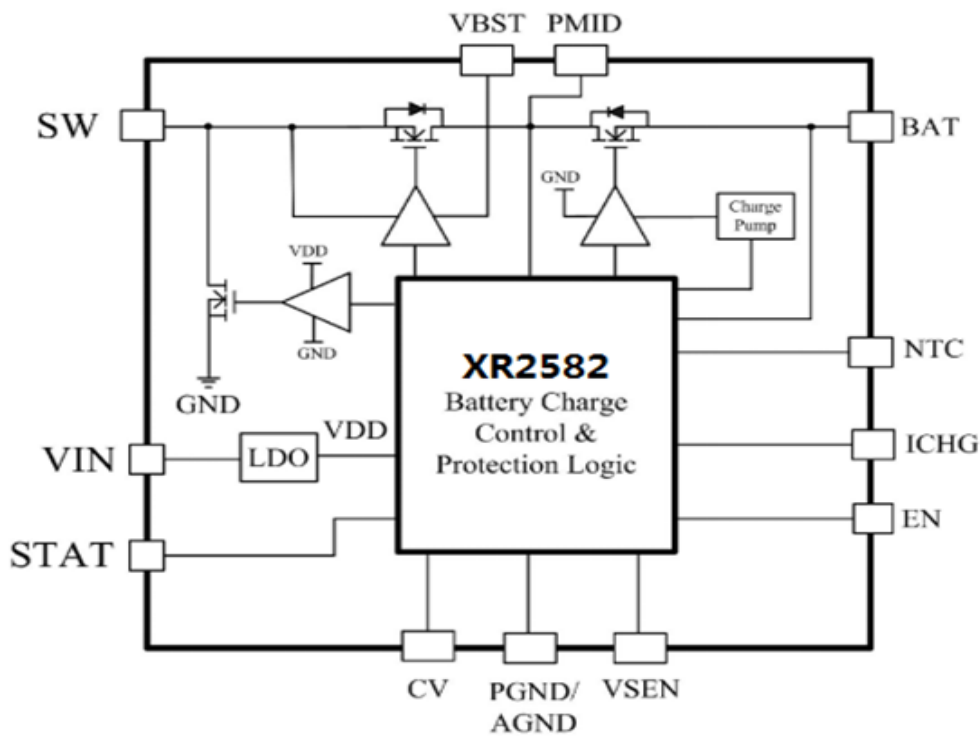 VBST PMID
SW
BAT
GND
Charge
Pump
VDD
GND
GND
XR2582
Battery Charge
Control &
Protection Logic
NTC
VDD
VIN
LDO
ICHG
EN
STAT
CV
PGND/
AGND
VSEN